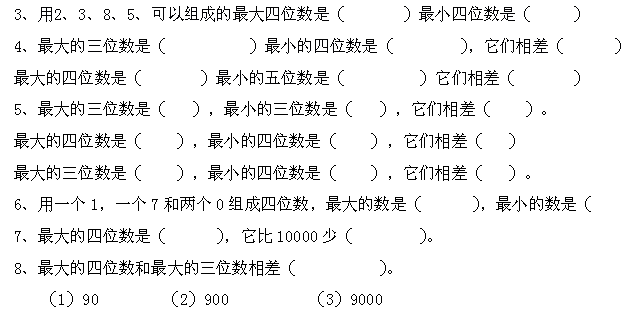 3、用2、3、8、5、可以组成的最大四位数是（　　　　）最小四位数是（　　　）
4、最大的三位数是（　　　　　）最小的四位数是（　　　　），它们相差（　　　）
最大的四位数是（　　　）最小的五位数是（　　　　　）它们相差（　　　　）
5、最大的三位数是（　　），最小的三位数是（　　），它们相差（　　）。
最大的四位数是（　　），最小的四位数是（　　），它们相差（　　）
最大的三位数是（　　），最小的四位数是（　　），它们相差（　　）。
6、用一个1，一个7和两个0组成四位数，最大的数是（　　　），最小的数是（
7、最大的四位数是（　　　），它比10000少（　　　　）。
8、最大的四位数和最大的三位数相差（　　　　　）。
（1）90　　　　（2）900　　　　　（3）9000